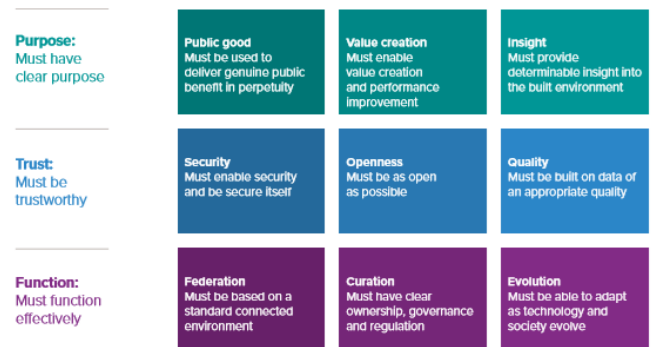 Purpose:
Must have
clear purpose
Public good
Must be used to
deliver genuine public
benefit in perpetuity
Value creation
Must enable
value creation
and performance
improvement
Insight
Must provide
determinable insight into
the built environment
Trust:
Must be
trustworthy
Security
Must enable security
and be secure itself
Openness
Must be as open
as possible
Quality
Must be built on data of
an appropriate quality
Function:
Must function
effectively
Federation
Must be based on a
standard connected
environment
Curation
Must have clear
ownership, governance
and regulation
Evolution
Must be able to adapt
as technology and
society evolve